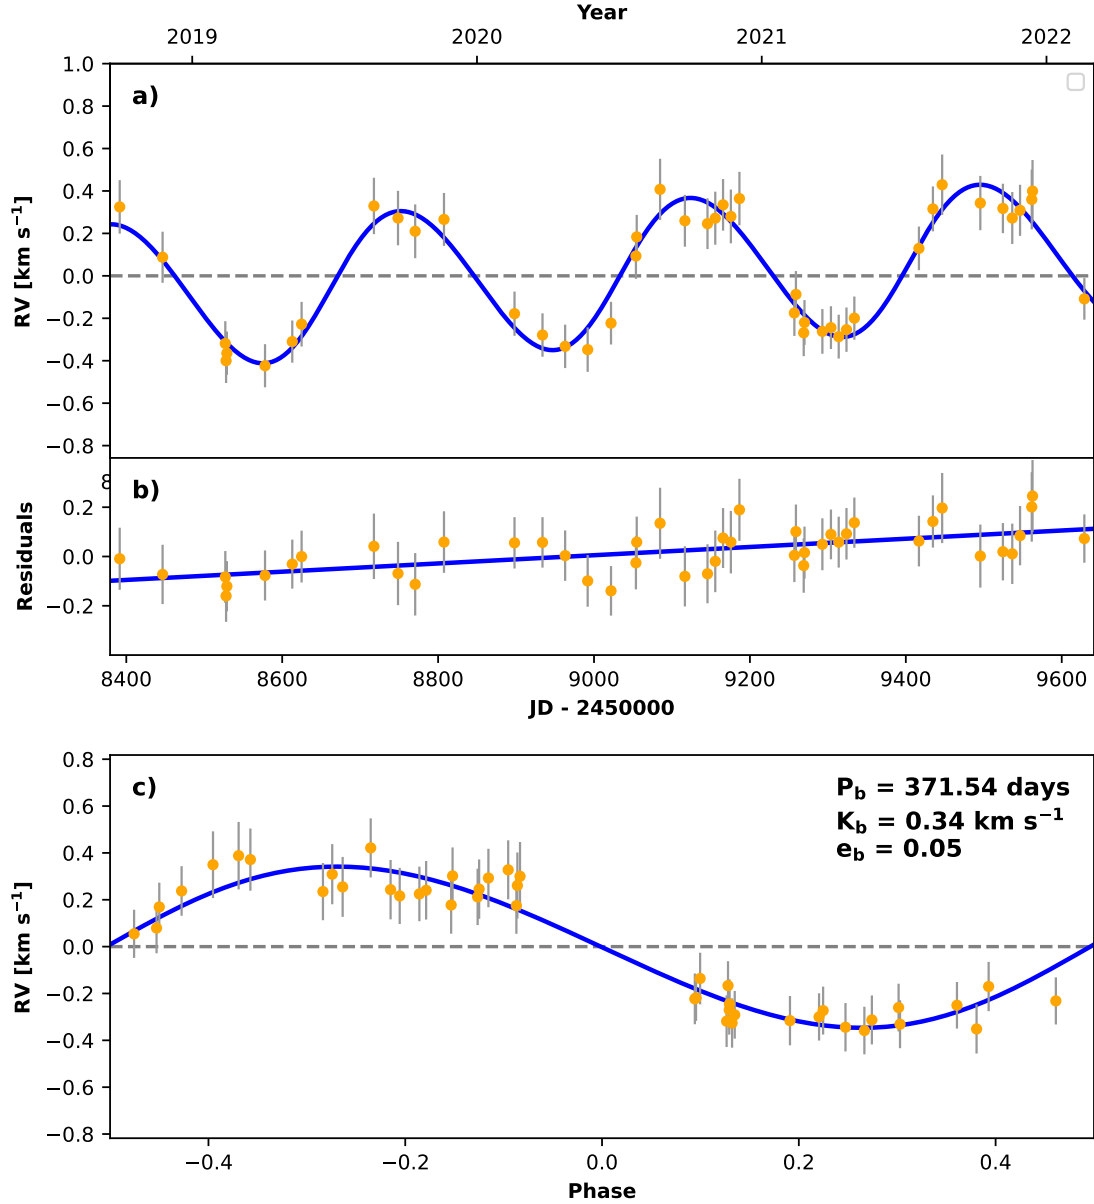 Year
2019 2020 2021 2022
a)
1.0
0.8
0.6
0.4
0.2
0.0
−0.2
−0.4
−0.6
−0.8
RV [km s⁻¹]
8
b)
0.2
0.0
−0.2
Residuals
8400 8600 8800 9000 9200 9400 9600
JD - 2450000
c)
P_b = 371.54 days
K_b = 0.34 km s⁻¹
e_b = 0.05
0.8
0.6
0.4
0.2
0.0
−0.2
−0.4
−0.6
−0.8
RV [km s⁻¹]
−0.4 −0.2 0.0 0.2 0.4
Phase